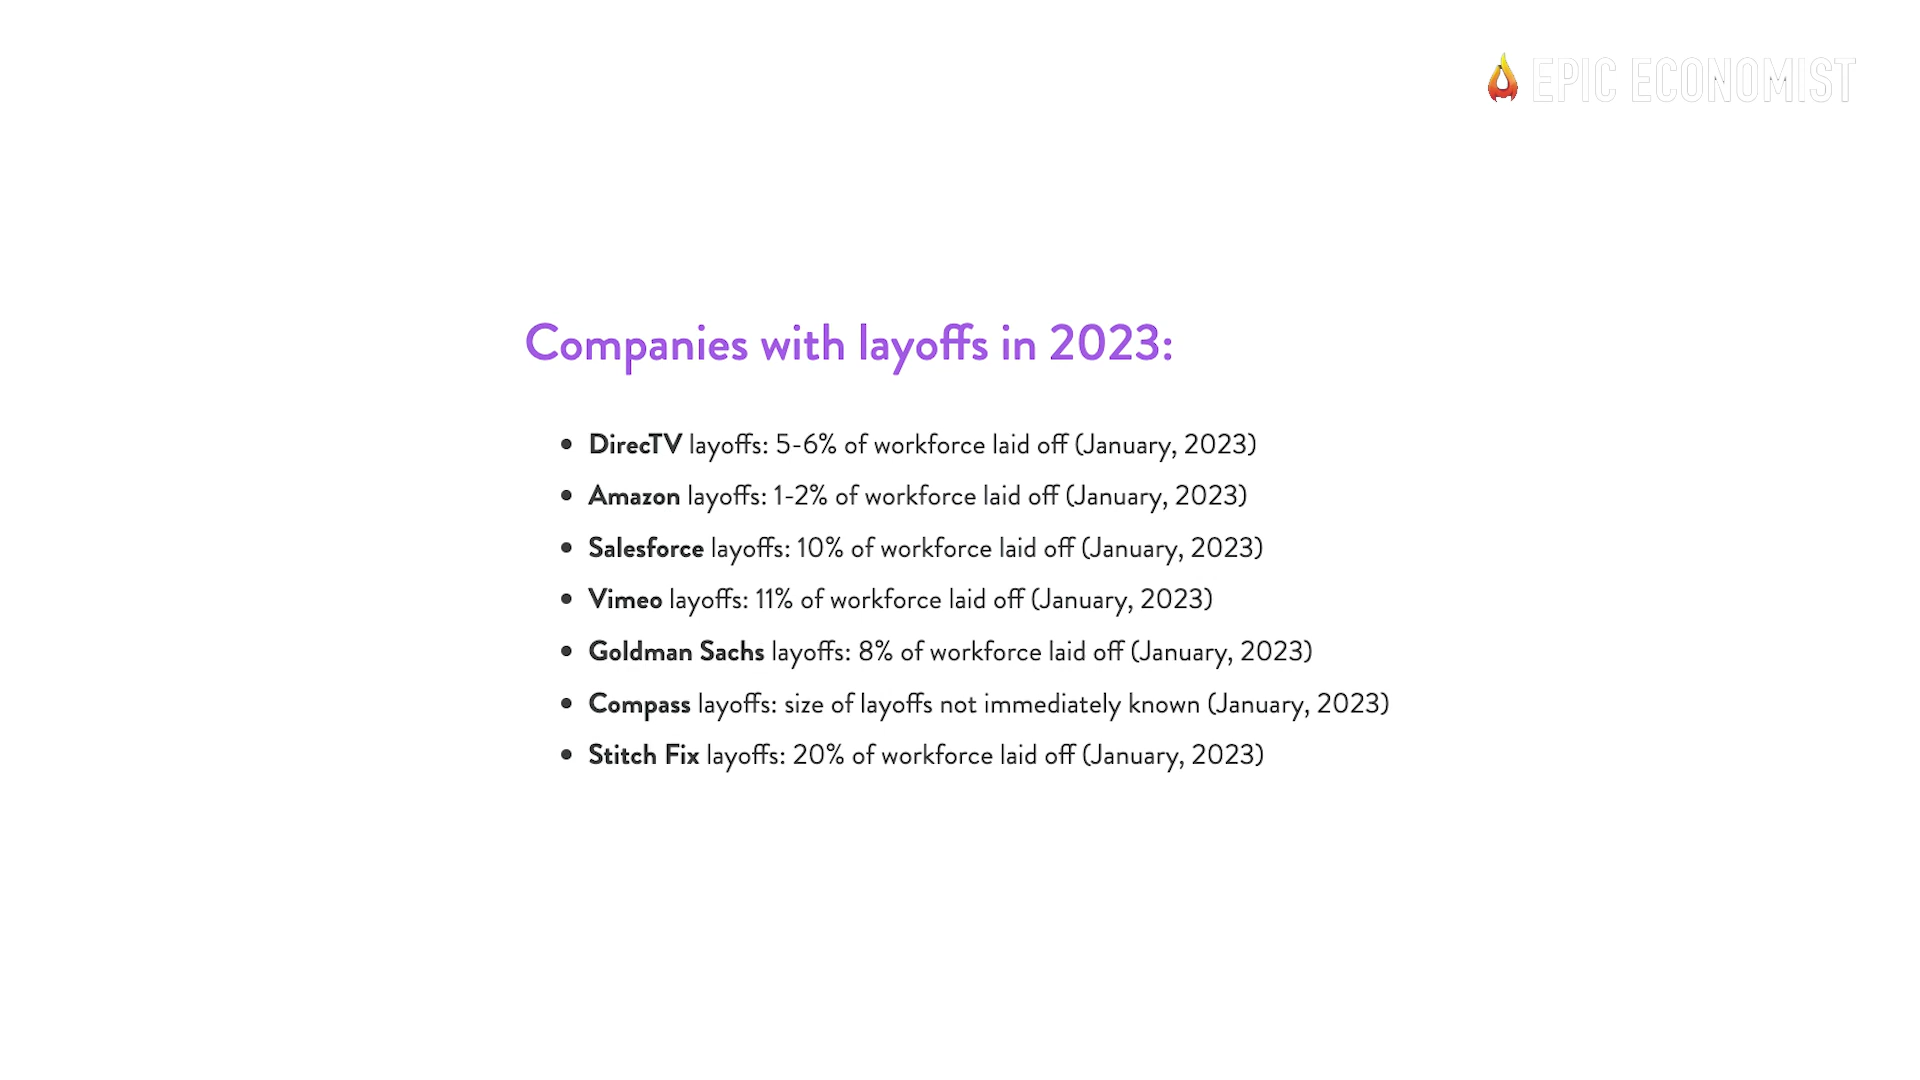 EPIC ECONOMIST
Companies with layoffs in 2023:
• DirecTV layoffs: 5-6% of workforce laid off (January, 2023)
• Amazon layoffs: 1-2% of workforce laid off (January, 2023)
• Salesforce layoffs: 10% of workforce laid off (January, 2023)
• Vimeo layoffs: 11% of workforce laid off (January, 2023)
• Goldman Sachs layoffs: 8% of workforce laid off (January, 2023)
• Compass layoffs: size of layoffs not immediately known (January, 2023)
• Stitch Fix layoffs: 20% of workforce laid off (January, 2023)